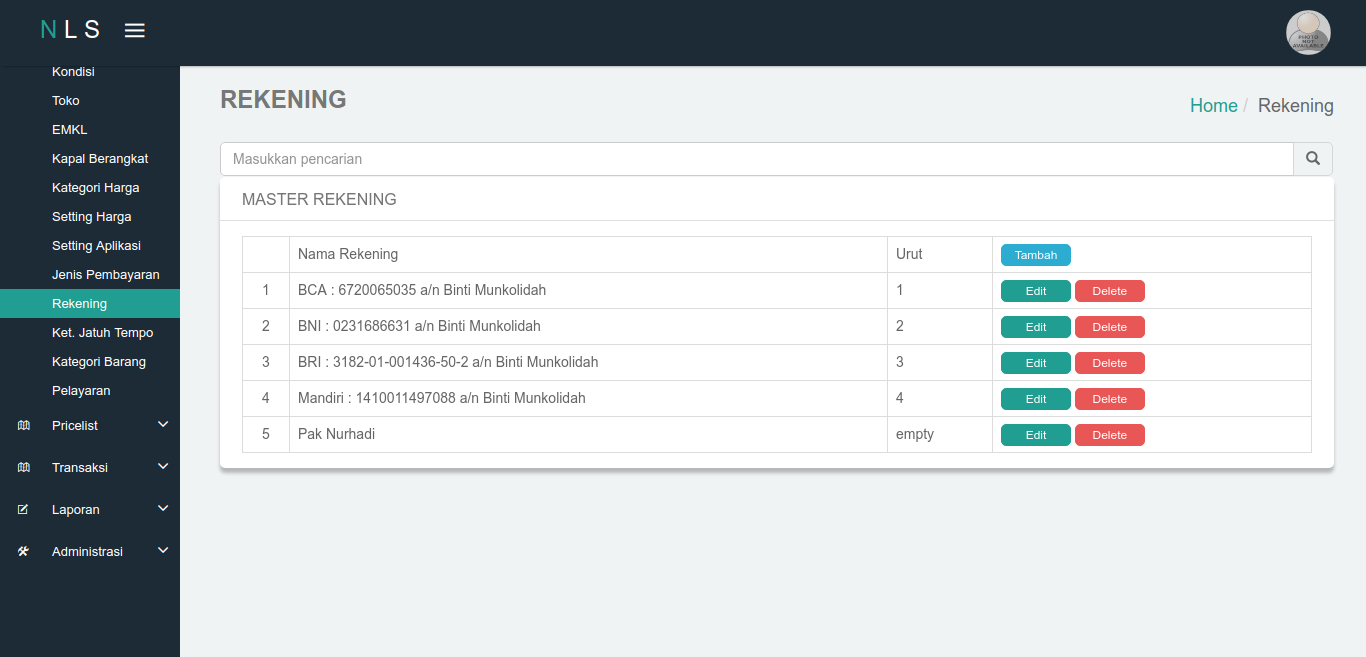 NLS
PHOTO NOT AVAILABLE
Kondisi
Toko
EMKL
Kapal Berangkat
Kategori Harga
Setting Harga
Setting Aplikasi
Jenis Pembayaran
Rekening
Ket. Jatuh Tempo
Kategori Barang
Pelayaran
Pricelist
Transaksi
Laporan
Administrasi
REKENING
Home / Rekening
Masukkan pencarian
MASTER REKENING
Nama Rekening Urut Tambah
1 BCA : 6720065035 a/n Binti Munkolidah 1 Edit Delete
2 BNI : 0231686631 a/n Binti Munkolidah 2 Edit Delete
3 BRI : 3182-01-001436-50-2 a/n Binti Munkolidah 3 Edit Delete
4 Mandiri : 1410011497088 a/n Binti Munkolidah 4 Edit Delete
5 Pak Nurhadi empty Edit Delete